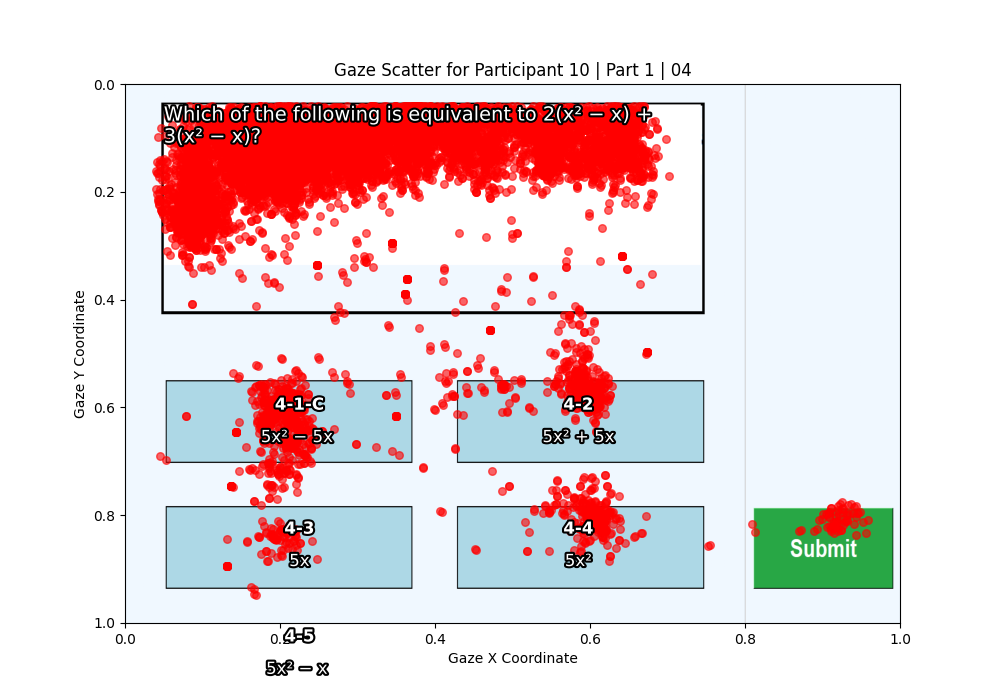 Gaze Scatter for Participant 10 | Part 1 | 04
0.0
0.2
0.4
0.6
0.8
1.0
Gaze Y Coordinate
Which of the following is equivalent to 2(x² − x) +
3(x² − x)?
4-1-C
5x² − 5x
4-2
5x² + 5x
4-3
5x
4-4
5x²
Submit
0.0
0.2
0.4
0.6
0.8
1.0
4-5
5x² − x
Gaze X Coordinate